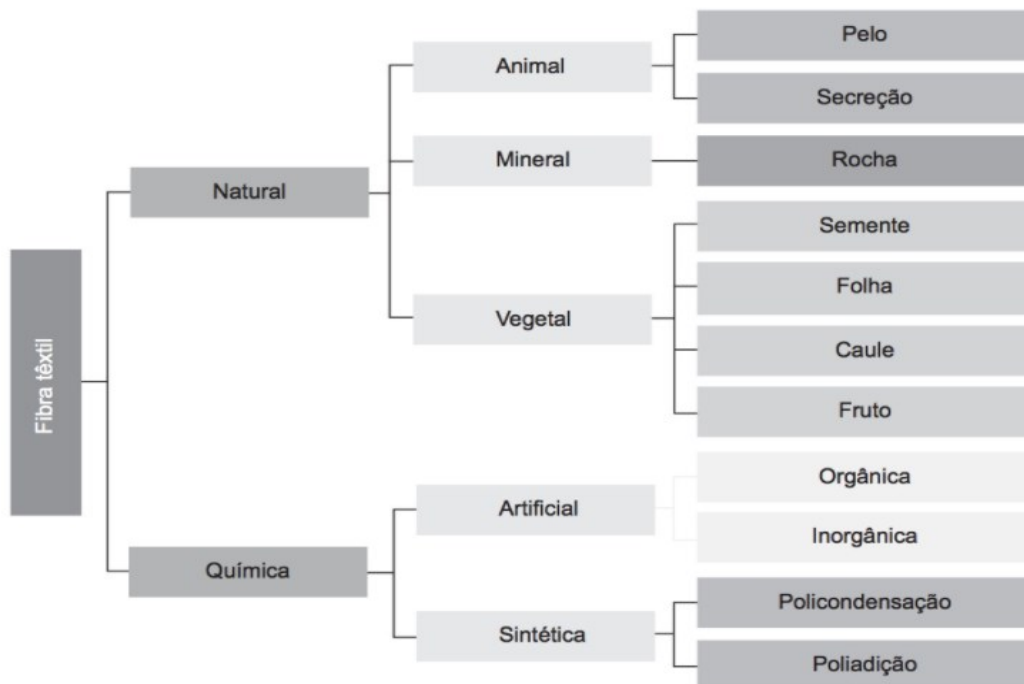 Fibra têxtil
Natural
Animal
Pelo
Secreção
Mineral
Rocha
Vegetal
Semente
Folha
Caule
Fruto
Química
Artificial
Orgânica
Inorgânica
Sintética
Policondensação
Poliadição